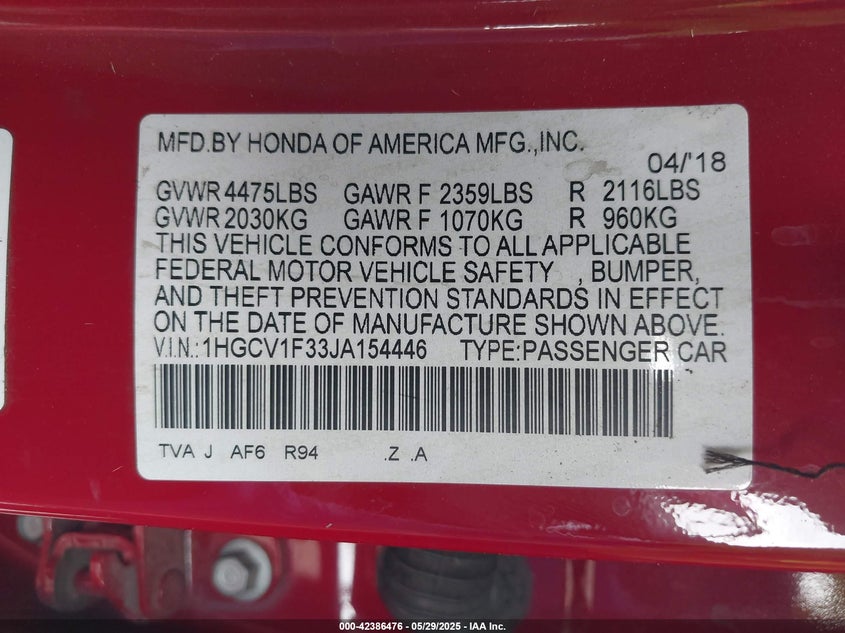 MFD.BY HONDA OF AMERICA MFG.,INC.
04/'18
GVWR 4475LBS GAWR F 2359LBS R 2116LBS
GVWR 2030KG GAWR F 1070KG R 960KG
THIS VEHICLE CONFORMS TO ALL APPLICABLE
FEDERAL MOTOR VEHICLE SAFETY , BUMPER,
AND THEFT PREVENTION STANDARDS IN EFFECT
ON THE DATE OF MANUFACTURE SHOWN ABOVE.
V.I.N.:1HGCV1F33JA154446 TYPE:PASSENGER CAR
TVA J AF6 R94 .Z .A
000-42386476 | 05/29/2025 - IAA Inc.